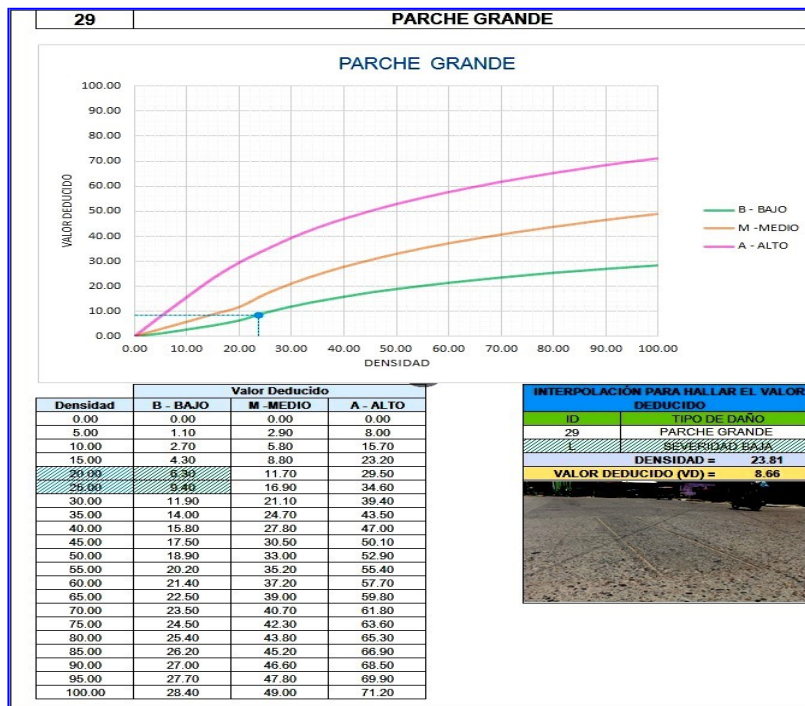 29 PARCHE GRANDE
PARCHE GRANDE
100.00
90.00
80.00
70.00
60.00
50.00
40.00
30.00
20.00
10.00
0.00
VALOR DEDUCIDO
0.00 10.00 20.00 30.00 40.00 50.00 60.00 70.00 80.00 90.00 100.00
DENSIDAD
B - BAJO
M -MEDIO
A - ALTO
Valor Deducido
Densidad B - BAJO M -MEDIO A - ALTO
0.00 0.00 0.00 0.00
5.00 1.10 2.90 8.00
10.00 2.70 5.80 15.70
15.00 4.30 8.80 23.20
20.00 6.30 11.70 29.50
25.00 9.40 16.90 34.60
30.00 11.90 21.10 39.40
35.00 14.00 24.70 43.50
40.00 15.80 27.80 47.00
45.00 17.50 30.50 50.10
50.00 18.90 33.00 52.90
55.00 20.20 35.20 55.40
60.00 21.40 37.20 57.70
65.00 22.50 39.00 59.80
70.00 23.50 40.70 61.80
75.00 24.50 42.30 63.60
80.00 25.40 43.80 65.30
85.00 26.20 45.20 66.90
90.00 27.00 46.60 68.50
95.00 27.70 47.80 69.90
100.00 28.40 49.00 71.20
INTERPOLACIÓN PARA HALLAR EL VALOR
DEDUCIDO
ID TIPO DE DAÑO
29 PARCHE GRANDE
L SEVERIDAD BAJA
DENSIDAD = 23.81
VALOR DEDUCIDO (VD) = 8.66